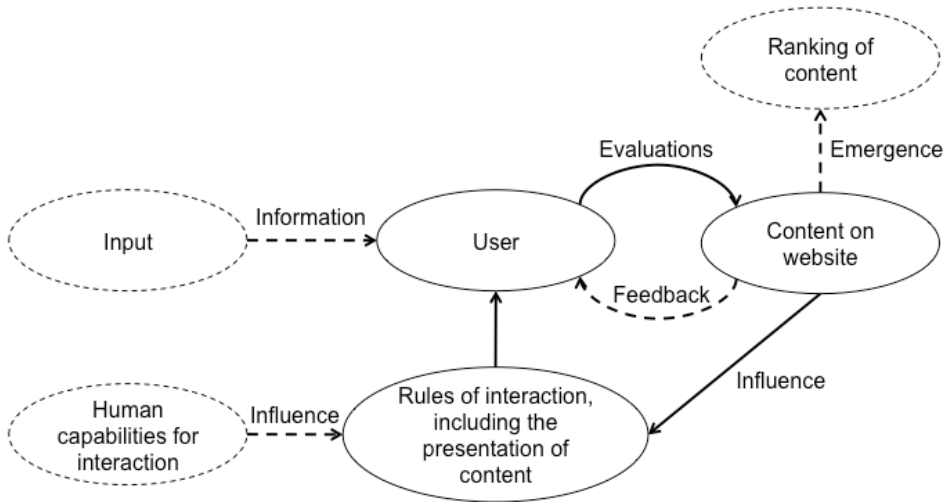 Ranking of
content
Evaluations
Emergence
Information
Input
User
Content on
website
Feedback
Influence
Human
capabilities for
interaction
Influence
Rules of interaction,
including the
presentation of
content